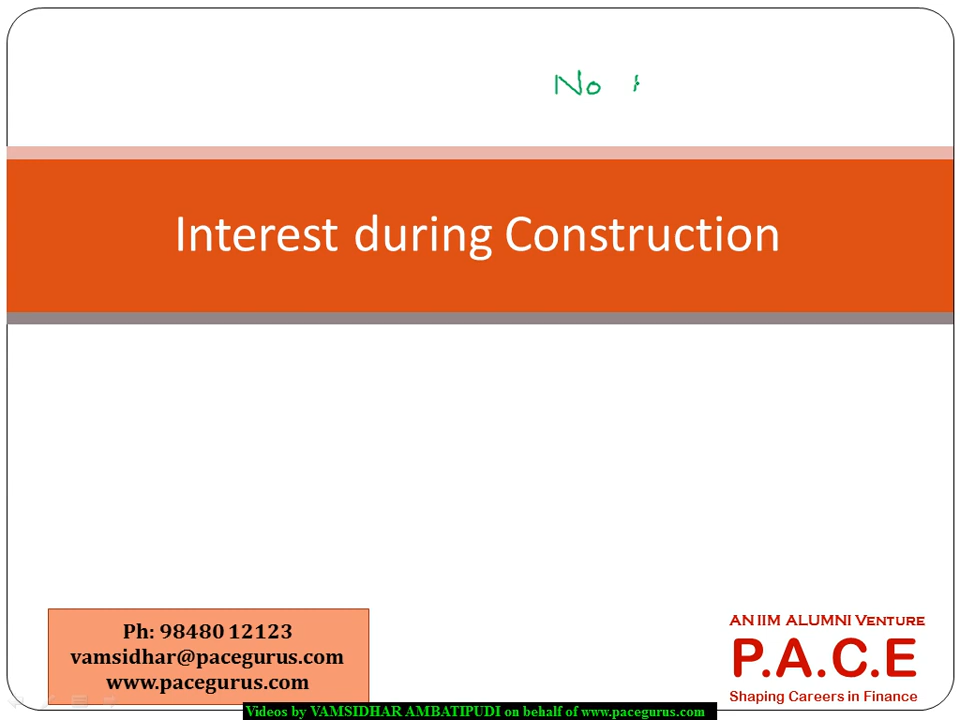 No
Interest during Construction
Ph: 98480 12123
vamsidhar@pacegurus.com
www.pacegurus.com
AN IIM ALUMNI VENTURE
P.A.C.E
Shaping Careers in Finance
Videos by VAMSIDHAR AMBATIPUDI on behalf of www.pacegurus.com